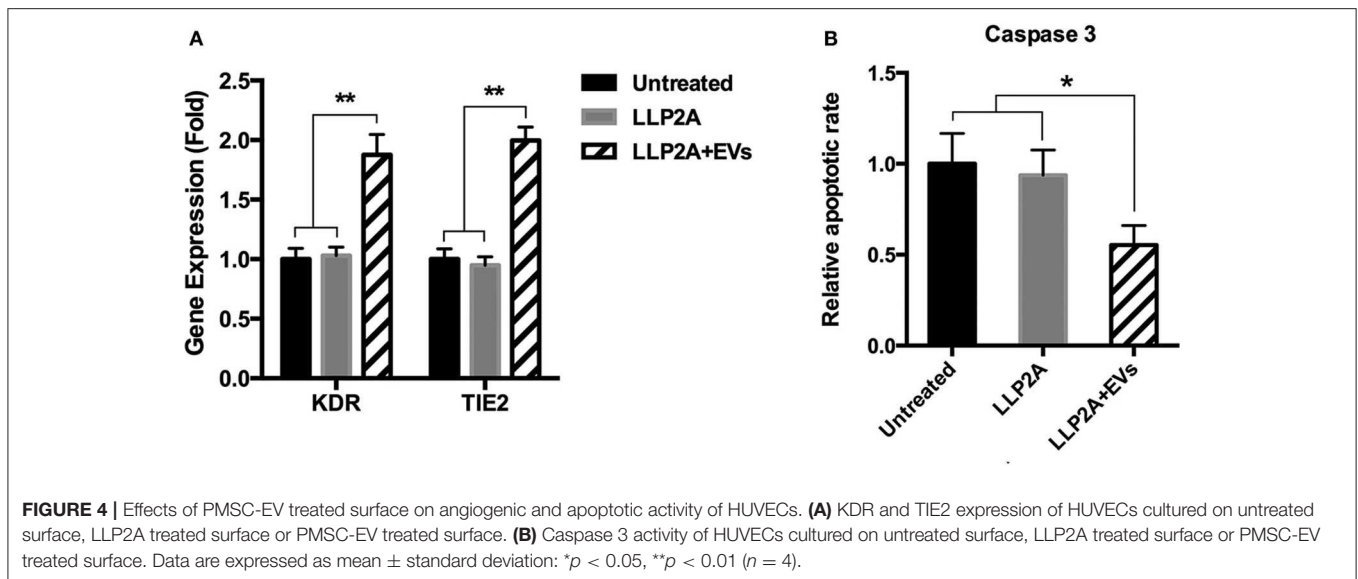 A
Gene Expression (Fold)
2.5
2.0
1.5
1.0
0.5
0.0
**
**
KDR
TIE2
Untreated
LLP2A
LLP2A+EVs
B
Caspase 3
Relative apoptotic rate
1.5
1.0
0.5
0.0
*
Untreated
LLP2A
LLP2A+EVs
FIGURE 4 | Effects of PMSC-EV treated surface on angiogenic and apoptotic activity of HUVECs. (A) KDR and TIE2 expression of HUVECs cultured on untreated
surface, LLP2A treated surface or PMSC-EV treated surface. (B) Caspase 3 activity of HUVECs cultured on untreated surface, LLP2A treated surface or PMSC-EV
treated surface. Data are expressed as mean ± standard deviation: *p < 0.05, **p < 0.01 (n = 4).